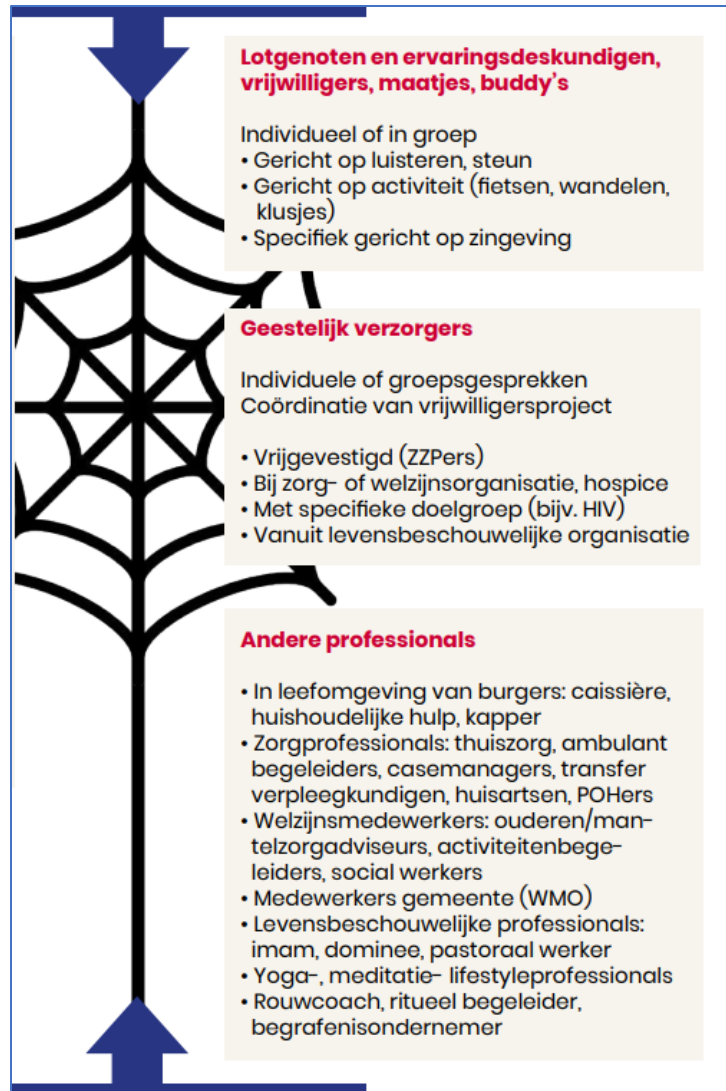 Lotgenoten en ervaringsdeskundigen,
vrijwilligers, maatjes, buddy's
Individueel of in groep
• Gericht op luisteren, steun
• Gericht op activiteit (fietsen, wandelen,
klusjes)
• Specifiek gericht op zingeving
Geestelijk verzorgers
Individuele of groepsgesprekken
Coördinatie van vrijwilligersproject
• Vrijgevestigd (ZZPers)
• Bij zorg- of welzijnsorganisatie, hospice
• Met specifieke doelgroep (bijv. HIV)
• Vanuit levensbeschouwelijke organisatie
Andere professionals
• In leefomgeving van burgers: caissière,
huishoudelijke hulp, kapper
• Zorgprofessionals: thuiszorg, ambulant
begeleiders, casemanagers, transfer
verpleegkundigen, huisartsen, POHers
• Welzijnsmedewerkers: ouderen/man-
telzorgadviseurs, activiteitenbege-
leiders, social werkers
• Medewerkers gemeente (WMO)
• Levensbeschouwelijke professionals:
imam, dominee, pastoraal werker
• Yoga-, meditatie- lifestyleprofessionals
• Rouwcoach, ritueel begeleider,
begrafenisondernemer